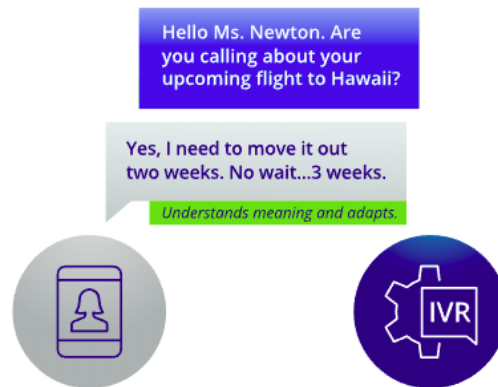 Hello Ms. Newton. Are
you calling about your
upcoming flight to Hawaii?
Yes, I need to move it out
two weeks. No wait...3 weeks.
Understands meaning and adapts.
IVR